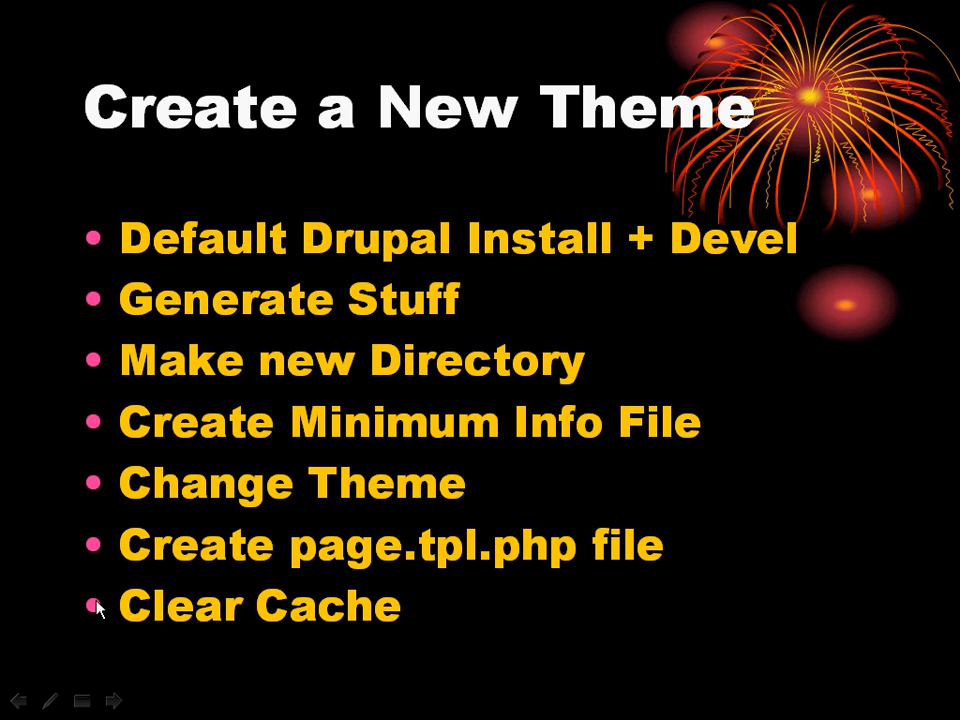 Create a New Theme
• Default Drupal Install + Devel
• Generate Stuff
• Make new Directory
• Create Minimum Info File
• Change Theme
• Create page.tpl.php file
• Clear Cache